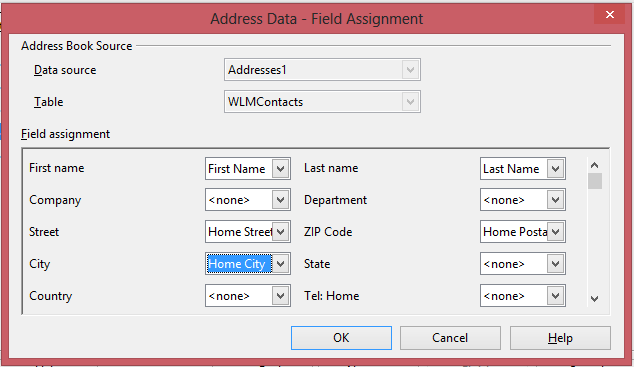 Address Data - Field Assignment
Address Book Source
Data source Addresses1
Table WLMContacts
Field assignment
First name First Name Last name Last Name
Company <none> Department <none>
Street Home Street ZIP Code Home Posta
City Home City State <none>
Country <none> Tel: Home <none>
OK Cancel Help